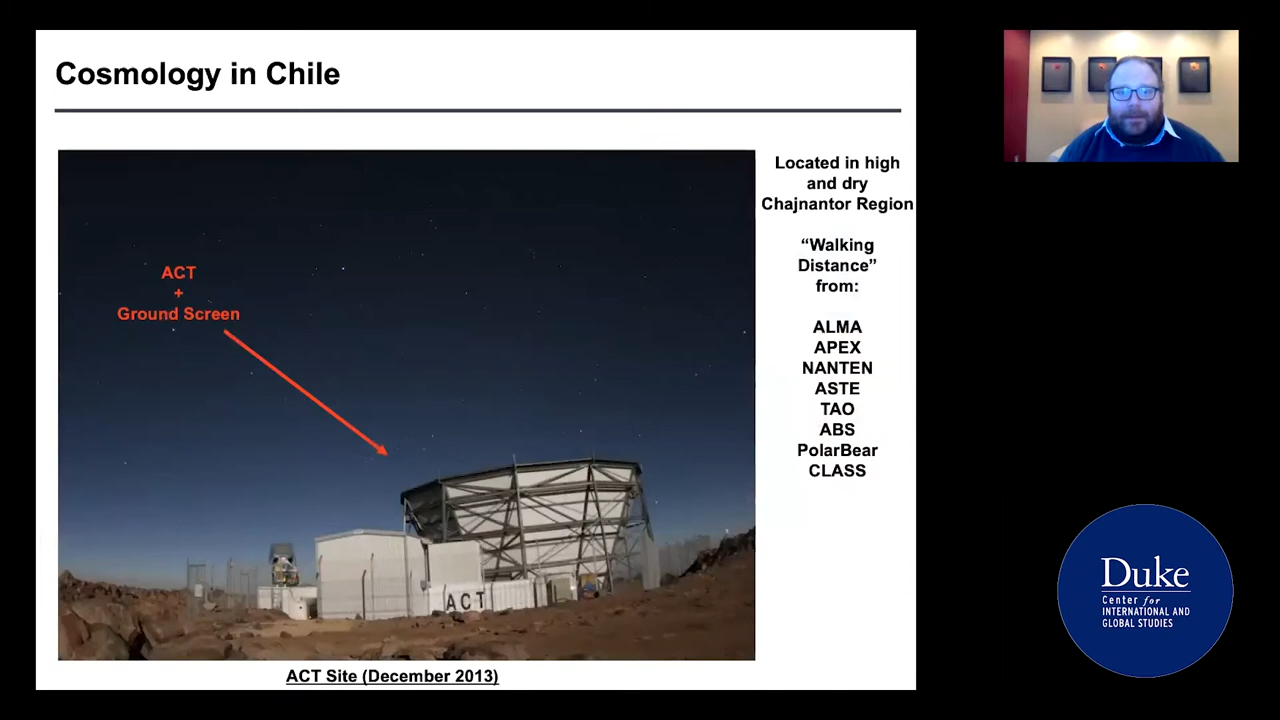 Cosmology in Chile
ACT
+
Ground Screen
ACT
ACT Site (December 2013)
Located in high
and dry
Chajnantor Region
“Walking
Distance”
from:
ALMA
APEX
NANTEN
ASTE
TAO
ABS
PolarBear
CLASS
Duke
Center for
INTERNATIONAL AND
GLOBAL STUDIES